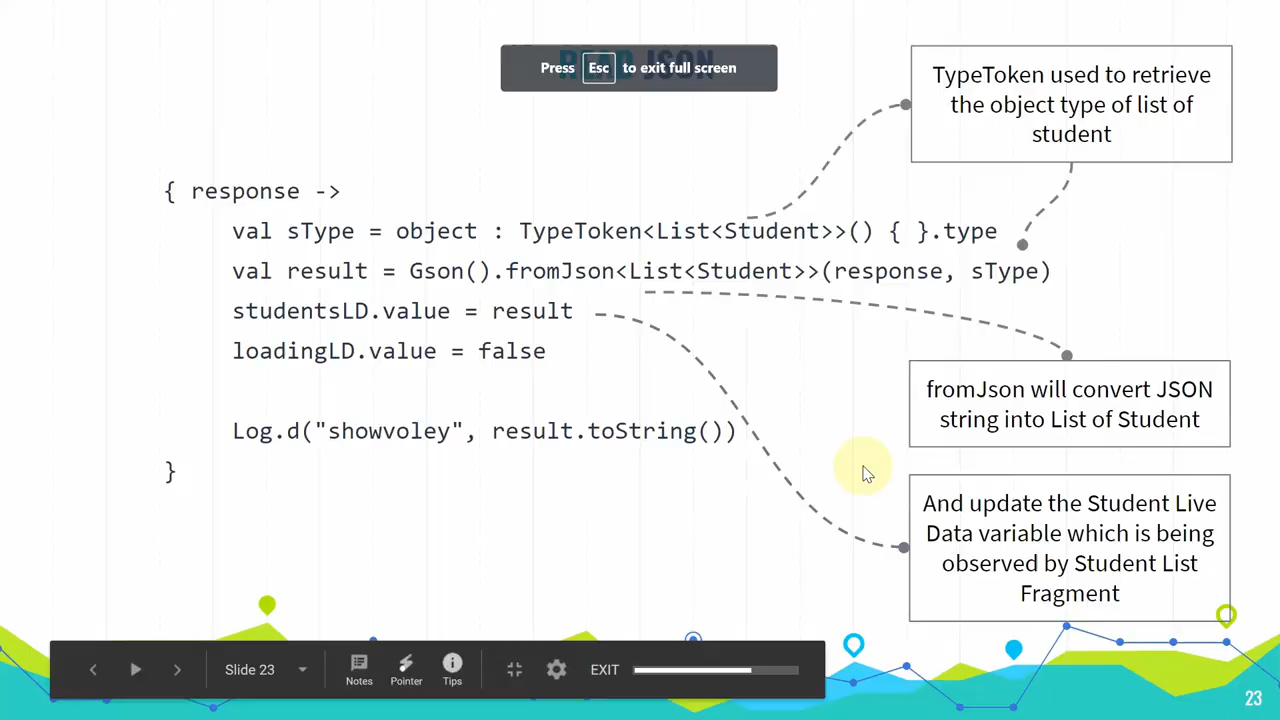 READ JSON
Press Esc to exit full screen
TypeToken used to retrieve
the object type of list of
student
{ response ->
val sType = object : TypeToken<List<Student>>() { }.type
val result = Gson().fromJson<List<Student>>(response, sType)
studentsLD.value = result
loadingLD.value = false
Log.d("showvoley", result.toString())
}
fromJson will convert JSON
string into List of Student
And update the Student Live
Data variable which is being
observed by Student List
Fragment
Slide 23
Notes
Pointer
Tips
EXIT
23